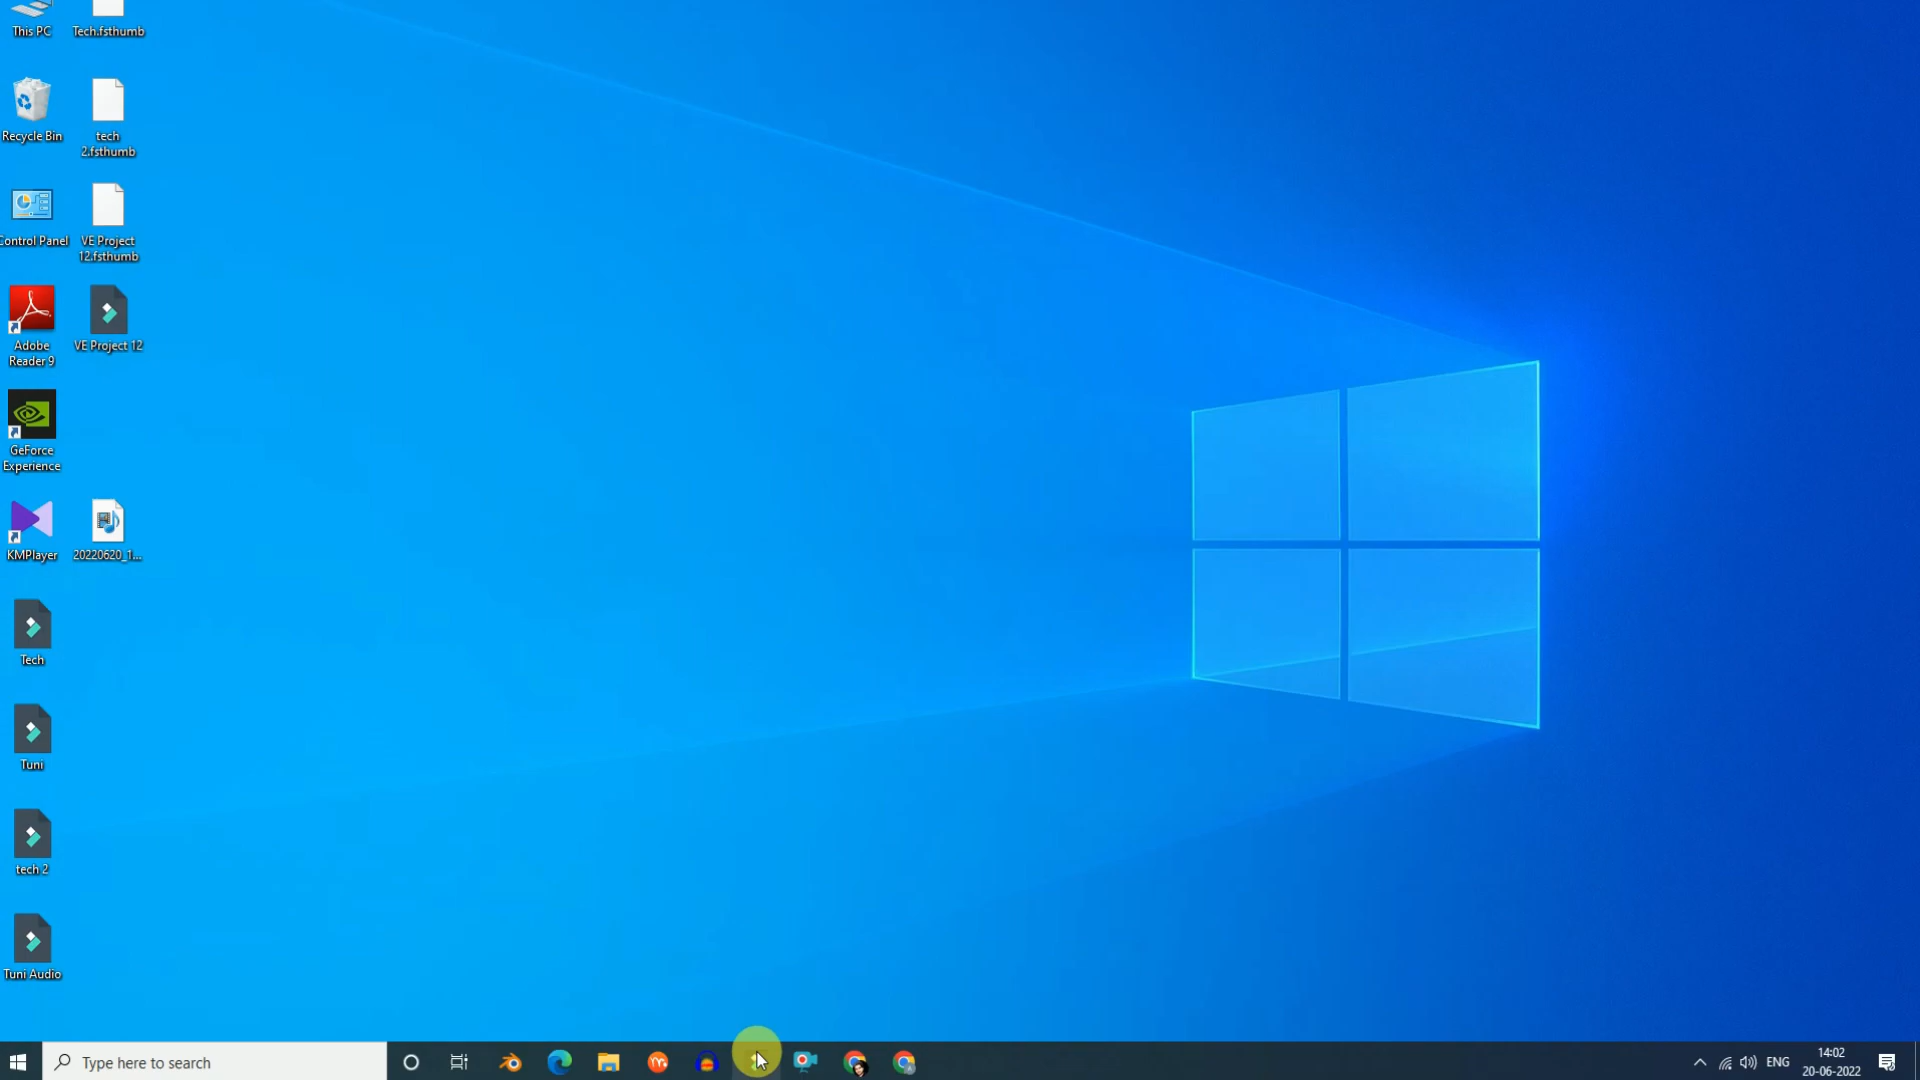 This PC
Tech.fsthumb
Recycle Bin
tech
2.fsthumb
Control Panel
VE Project
12.fsthumb
Adobe
Reader 9
VE Project 12
GeForce
Experience
KMPlayer
20220620_1...
Tech
Tuni
tech 2
Tuni Audio
Type here to search
ENG
14:02
20-06-2022